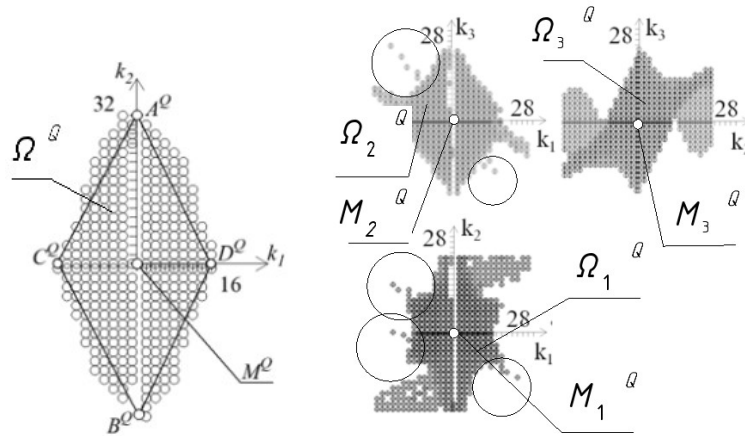 k₂
32
A^Q
Ω^Q
C^Q
D^Q
k₁
16
M^Q
B^Q
k₃
28
28
k₁
Ω₂^Q
M₂^Q
k₃
28
Ω₃^Q
28
k
M₃^Q
k₂
28
28
k₁
Ω₁^Q
M₁^Q